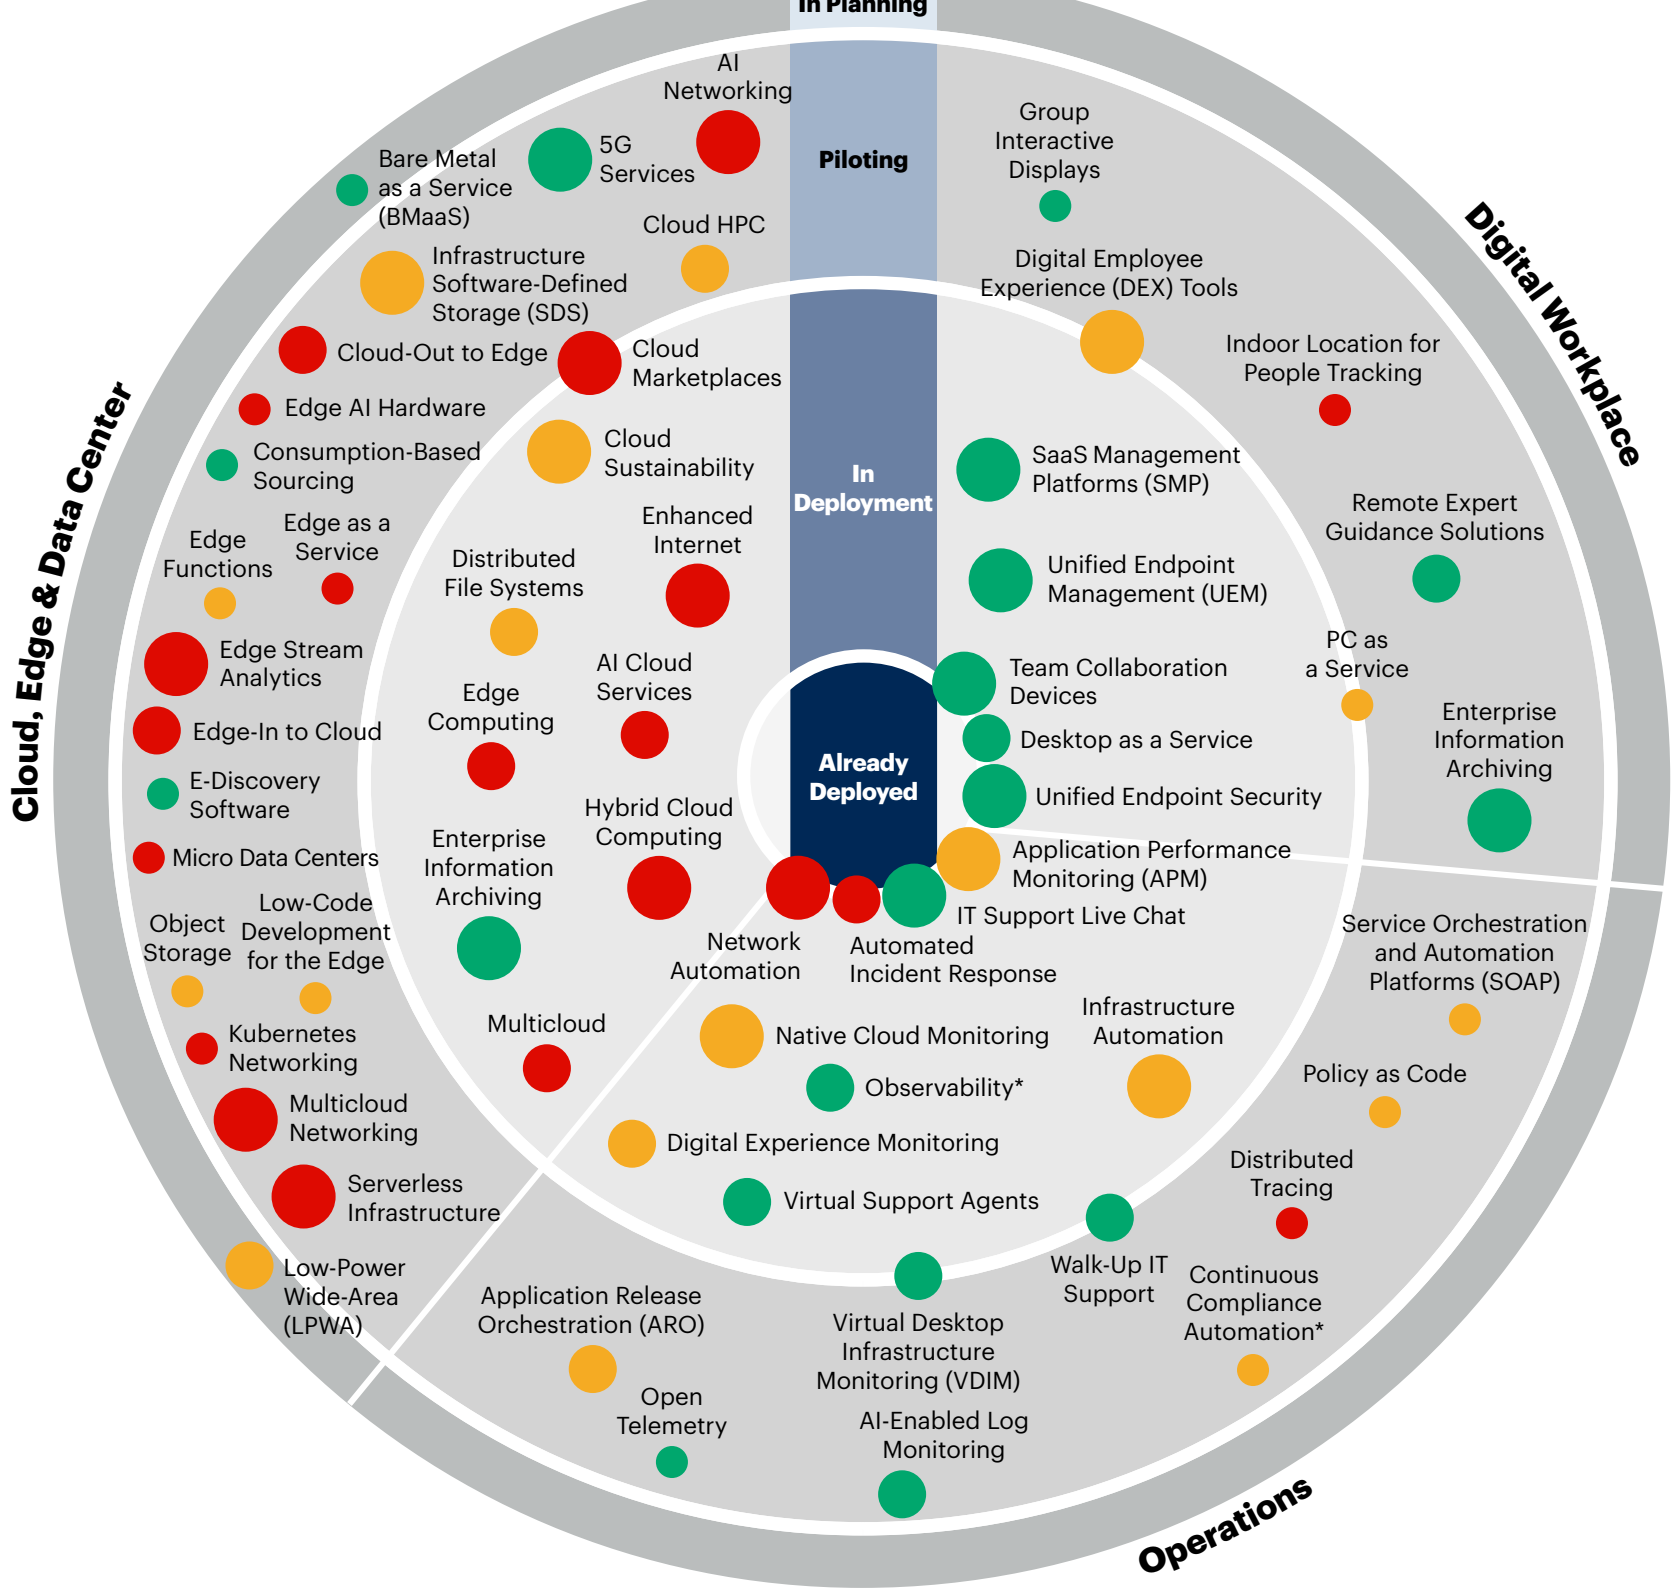 In Planning
Piloting
In
Deployment
Already
Deployed
Cloud, Edge & Data Center
AI
Networking
5G
Services
Bare Metal
as a Service
(BMaaS)
Cloud HPC
Infrastructure
Software-Defined
Storage (SDS)
Cloud-Out to Edge
Cloud
Marketplaces
Edge AI Hardware
Consumption-Based
Sourcing
Cloud
Sustainability
Edge as a
Service
Edge
Functions
Enhanced
Internet
Distributed
File Systems
Edge Stream
Analytics
AI Cloud
Services
Edge
Computing
Edge-In to Cloud
E-Discovery
Software
Hybrid Cloud
Computing
Micro Data Centers
Enterprise
Information
Archiving
Object
Storage
Low-Code
Development
for the Edge
Kubernetes
Networking
Multicloud
Multicloud
Networking
Serverless
Infrastructure
Low-Power
Wide-Area
(LPWA)
Digital Workplace
Group
Interactive
Displays
Digital Employee
Experience (DEX) Tools
Indoor Location for
People Tracking
SaaS Management
Platforms (SMP)
Remote Expert
Guidance Solutions
Unified Endpoint
Management (UEM)
PC as
a Service
Team Collaboration
Devices
Enterprise
Information
Archiving
Desktop as a Service
Unified Endpoint Security
Operations
Application Performance
Monitoring (APM)
IT Support Live Chat
Automated
Incident Response
Network
Automation
Service Orchestration
and Automation
Platforms (SOAP)
Infrastructure
Automation
Native Cloud Monitoring
Observability*
Policy as Code
Digital Experience Monitoring
Distributed
Tracing
Virtual Support Agents
Walk-Up IT
Support
Continuous
Compliance
Automation*
Application Release
Orchestration (ARO)
Virtual Desktop
Infrastructure
Monitoring (VDIM)
Open
Telemetry
AI-Enabled Log
Monitoring